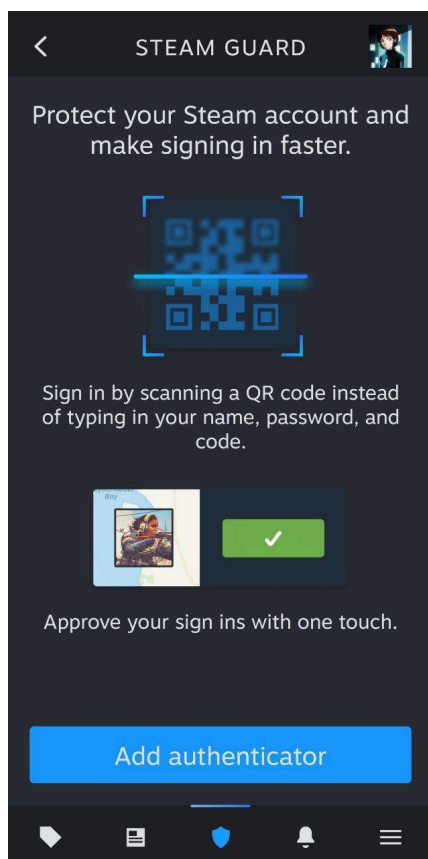 STEAM GUARD
Protect your Steam account and
make signing in faster.
Sign in by scanning a QR code instead
of typing in your name, password, and
code.
Bay
Approve your sign ins with one touch.
Add authenticator